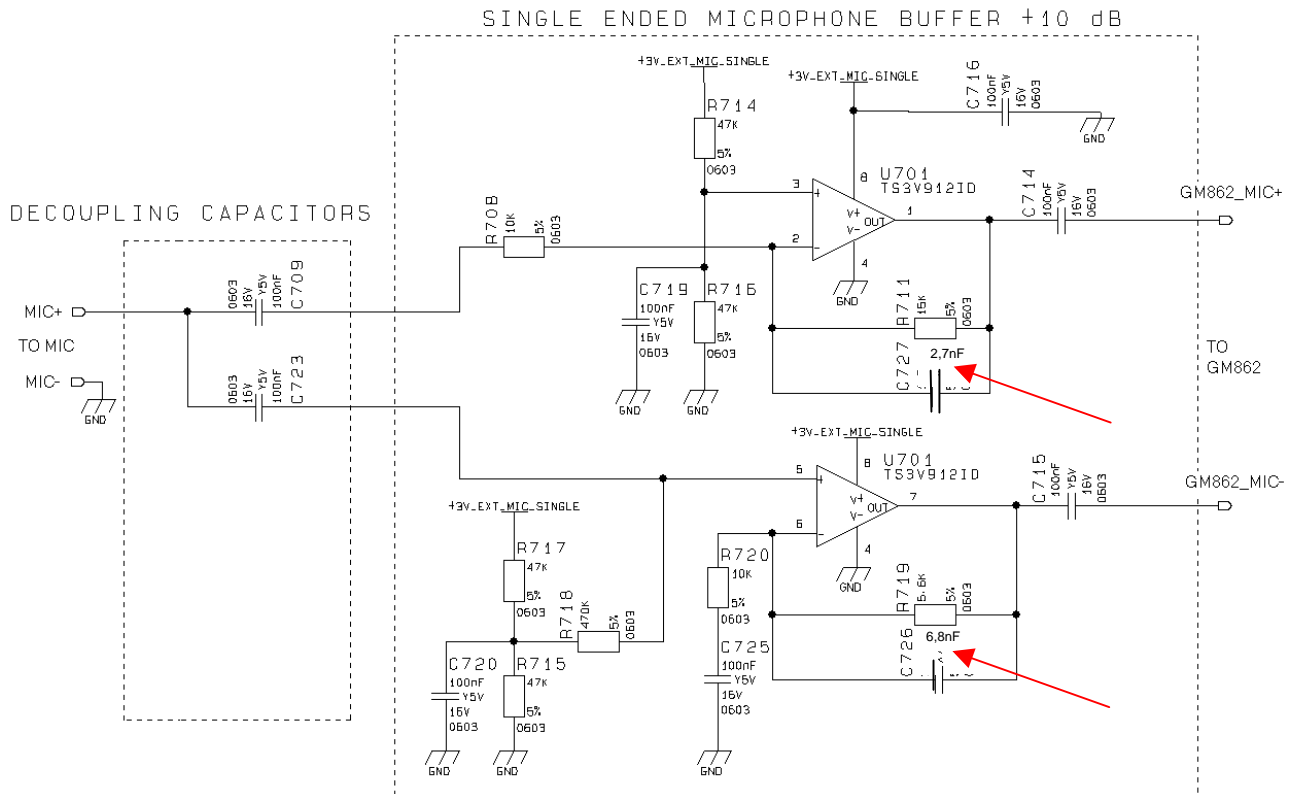 SINGLE ENDED MICROPHONE BUFFER +10 dB
+3V_EXT_MIC_SINGLE
+3V_EXT_MIC_SINGLE
C716
100nF
Y5V
16V
0603
GND
R714
47K
5%
0603
U701
TS3V912ID
3
2
8
1
4
+
-
V+
V-
OUT
GND
C714
100nF
Y5V
16V
0603
GM862_MIC+
DECOUPLING CAPACITORS
R708
10K
5%
0603
C709
100nF
Y5V
16V
0603
MIC+
TO MIC
MIC-
GND
C723
100nF
Y5V
16V
0603
C719
100nF
Y5V
16V
0603
GND
R716
47K
5%
0603
GND
R711
15K
5%
0603
C727
2,7nF
TO
GM862
+3V_EXT_MIC_SINGLE
U701
TS3V912ID
5
6
8
7
4
+
-
V+
V-
OUT
GND
C715
100nF
Y5V
16V
0603
GM862_MIC-
+3V_EXT_MIC_SINGLE
R717
47K
5%
0603
R718
470K
5%
0603
C720
100nF
Y5V
16V
0603
GND
R715
47K
5%
0603
GND
R720
10K
5%
0603
C725
100nF
Y5V
16V
0603
GND
R719
5.6K
5%
0603
C726
6,8nF